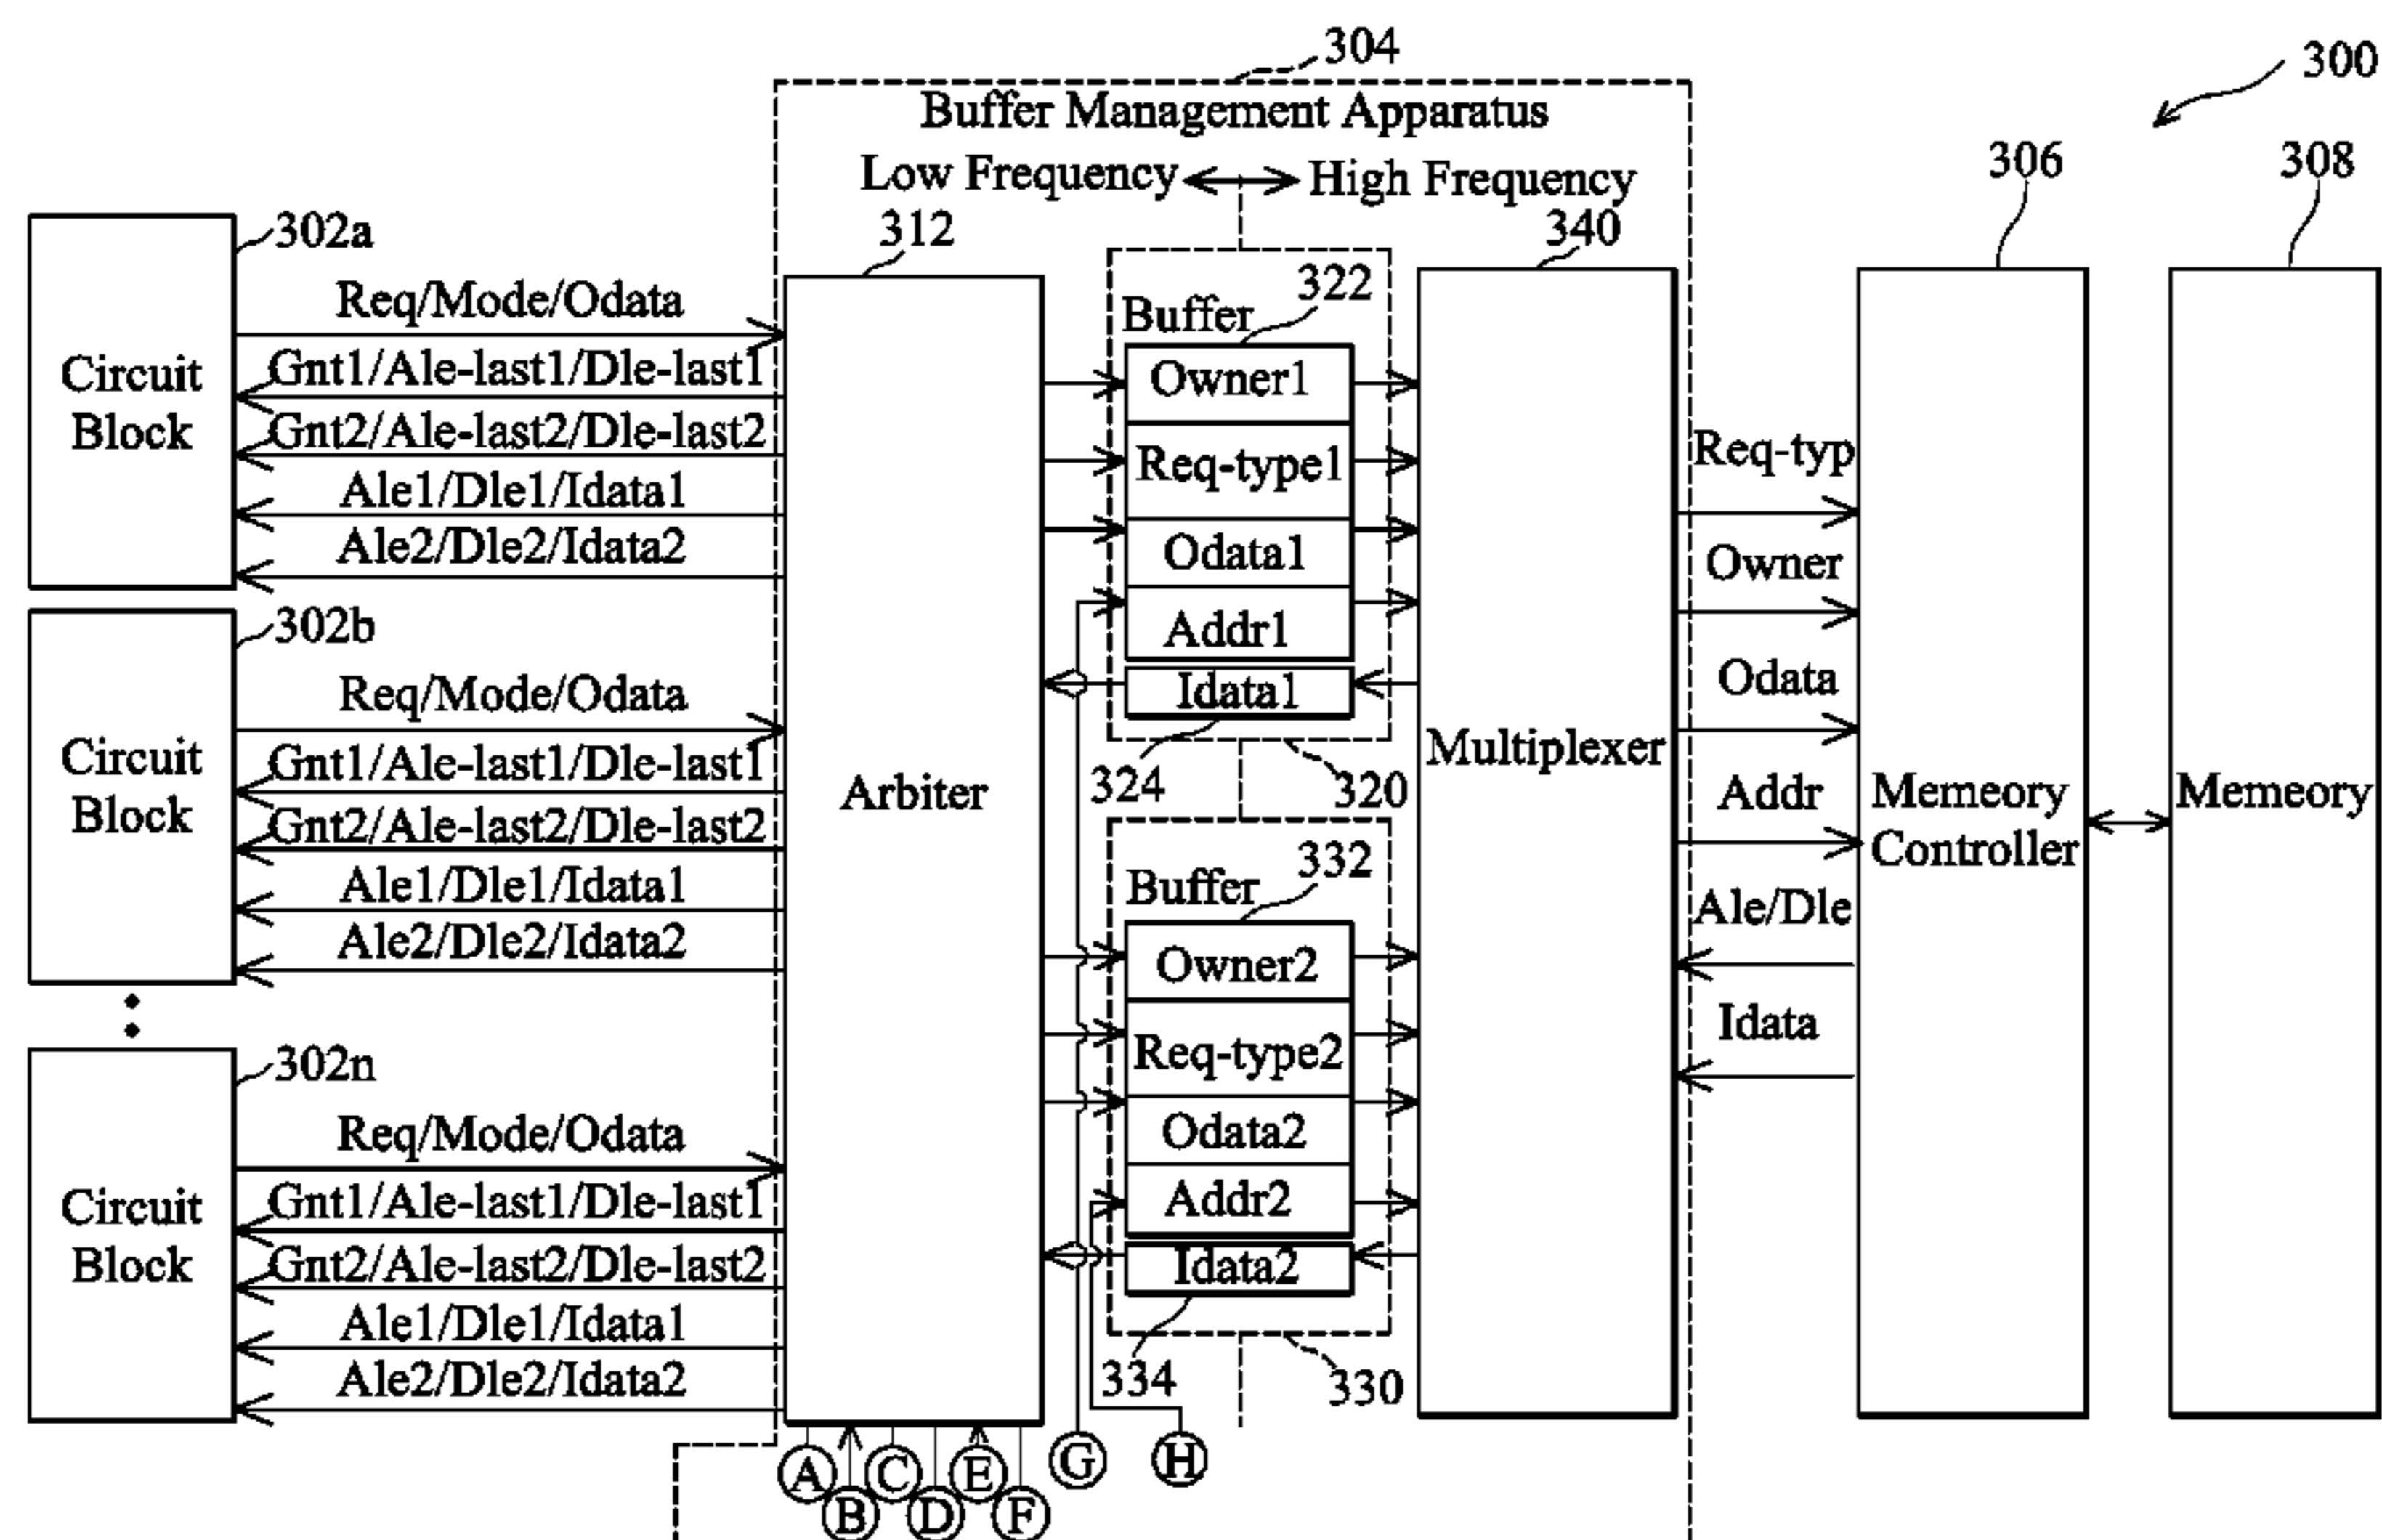 304
300
Buffer Management Apparatus
Low Frequency
High Frequency
306
308
302a
312
340
Req/Mode/Odata
Gnt1/Ale-last1/Dle-last1
Gnt2/Ale-last2/Dle-last2
Ale1/Dle1/Idata1
Ale2/Dle2/Idata2
Circuit
Block
302b
Req/Mode/Odata
Gnt1/Ale-last1/Dle-last1
Gnt2/Ale-last2/Dle-last2
Ale1/Dle1/Idata1
Ale2/Dle2/Idata2
Circuit
Block
302n
Req/Mode/Odata
Gnt1/Ale-last1/Dle-last1
Gnt2/Ale-last2/Dle-last2
Ale1/Dle1/Idata1
Ale2/Dle2/Idata2
Circuit
Block
Arbiter
322
Buffer
Owner1
Req-type1
Odata1
Addr1
Idata1
324
320
332
Buffer
Owner2
Req-type2
Odata2
Addr2
Idata2
334
330
Multiplexer
Req-typ
Owner
Odata
Addr
Ale/Dle
Idata
Memeory
Controller
Memeory
A
B
C
D
E
F
G
H